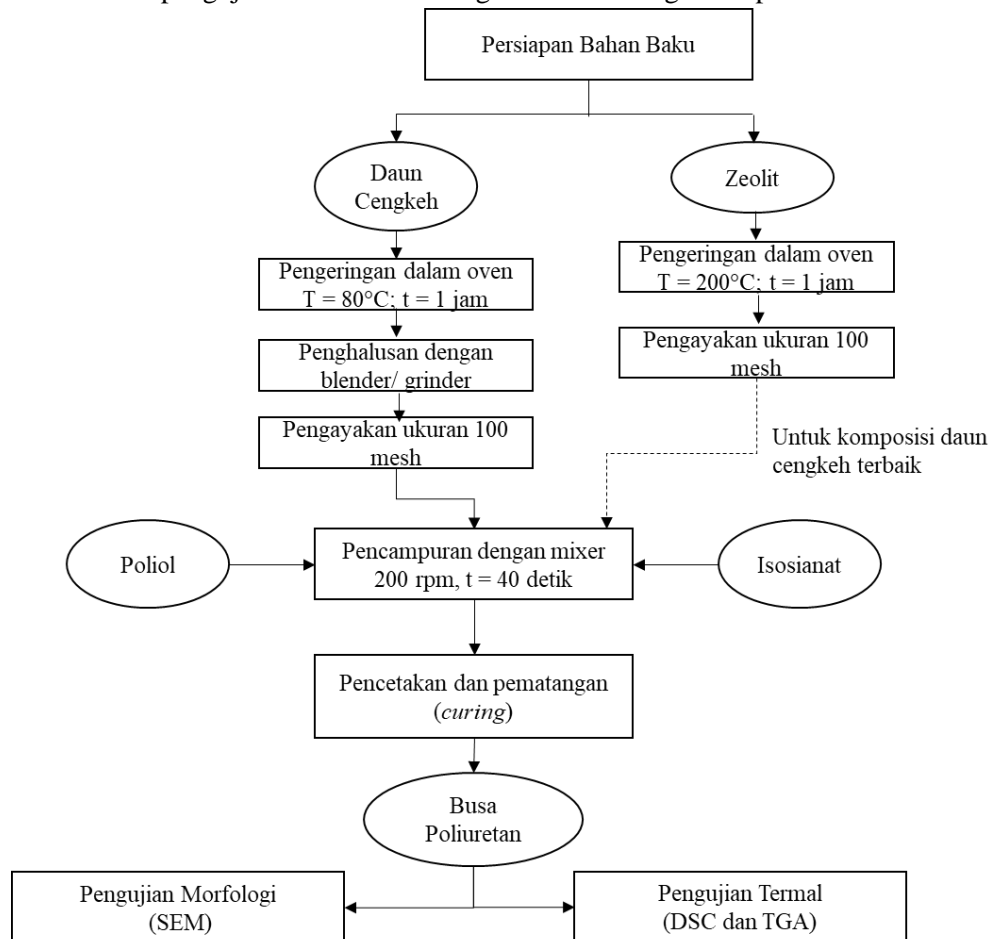 Persiapan Bahan Baku
Daun
Cengkeh
Zeolit
Pengeringan dalam oven
T = 80°C; t = 1 jam
Pengeringan dalam oven
T = 200°C; t = 1 jam
Penghalusan dengan
blender/ grinder
Pengayakan ukuran 100
mesh
Pengayakan ukuran 100
mesh
Untuk komposisi daun
cengkeh terbaik
Poliol
Pencampuran dengan mixer
200 rpm, t = 40 detik
Isosianat
Pencetakan dan pematangan
(curing)
Busa
Poliuretan
Pengujian Morfologi
(SEM)
Pengujian Termal
(DSC dan TGA)